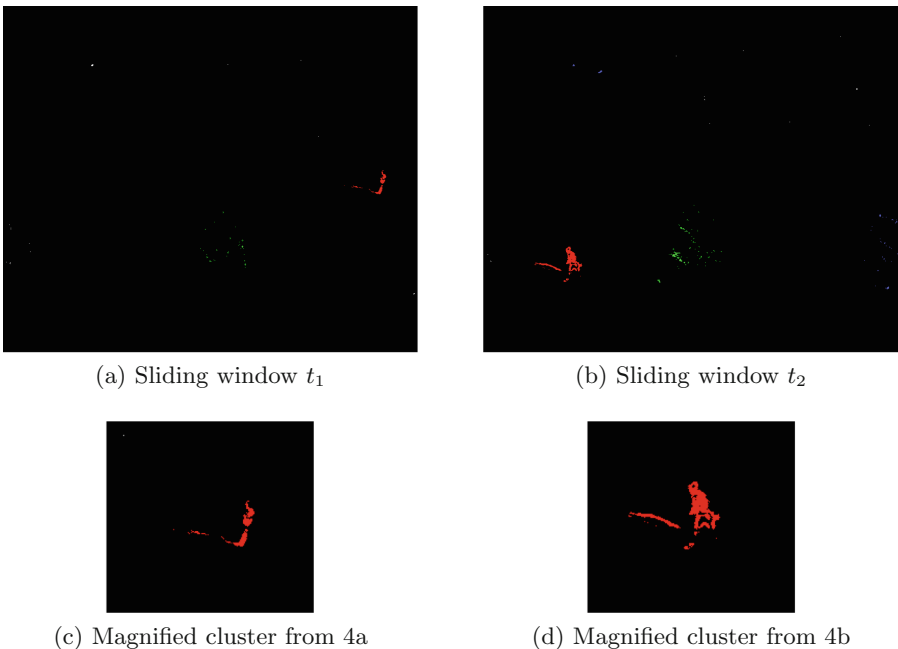 (a) Sliding window t₁
(b) Sliding window t₂
(c) Magnified cluster from 4a
(d) Magnified cluster from 4b